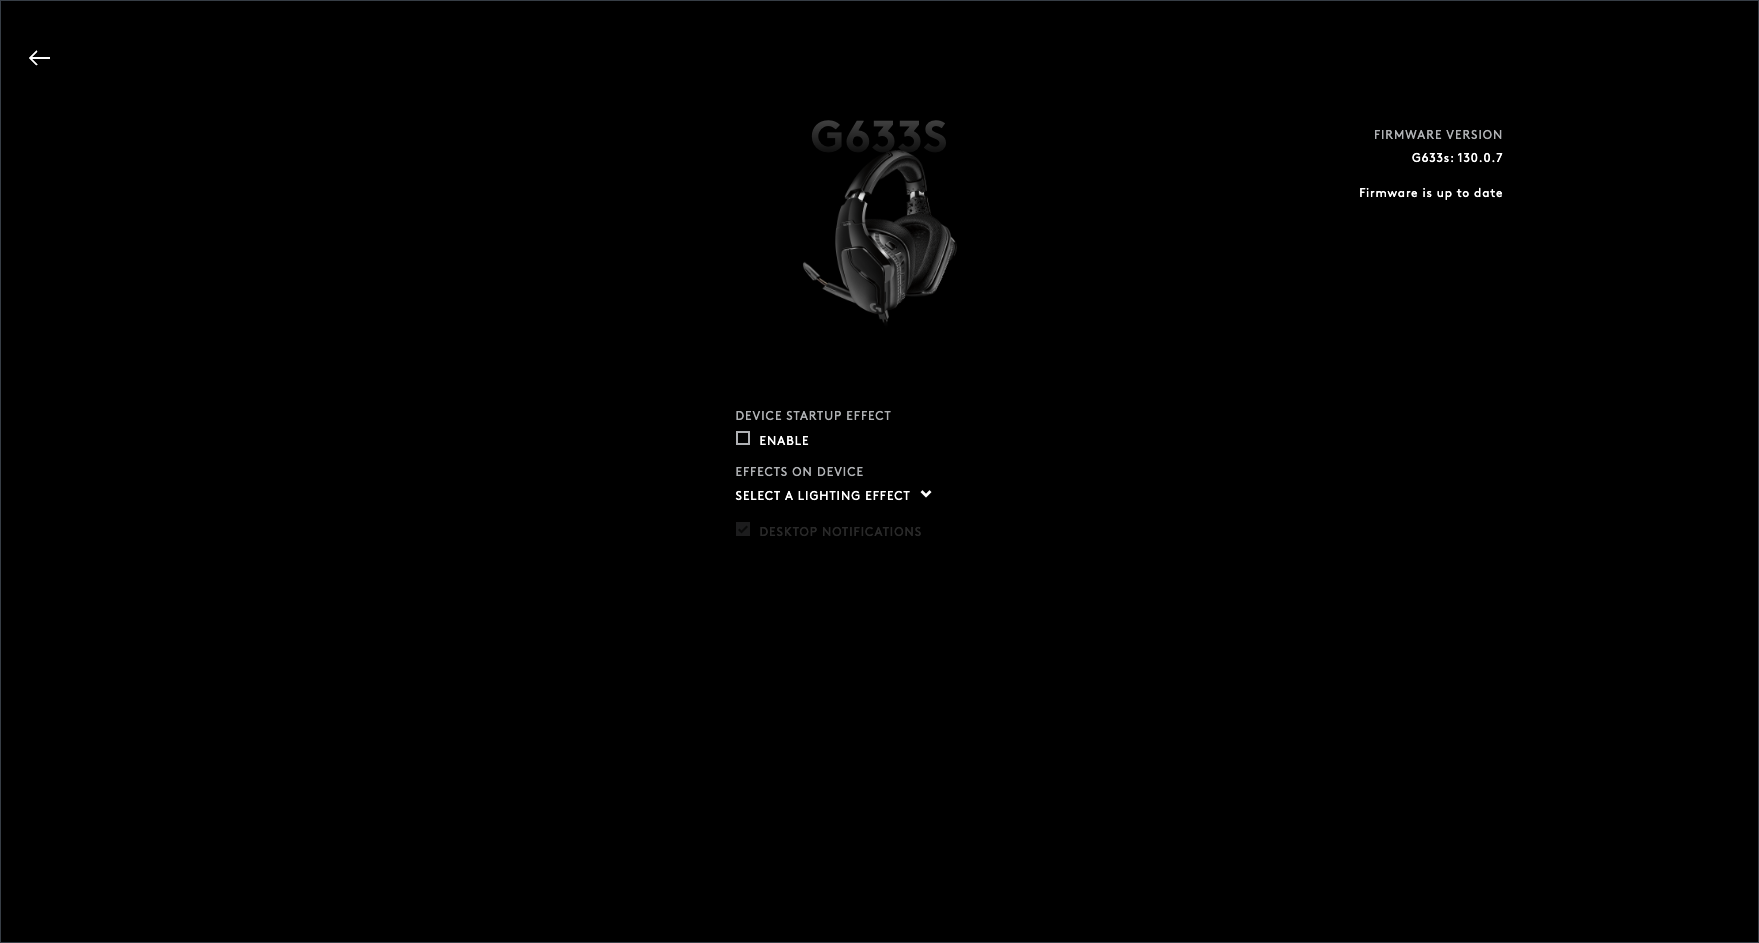 G633S
FIRMWARE VERSION
G633s: 130.0.7
Firmware is up to date
DEVICE STARTUP EFFECT
ENABLE
EFFECTS ON DEVICE
SELECT A LIGHTING EFFECT
DESKTOP NOTIFICATIONS